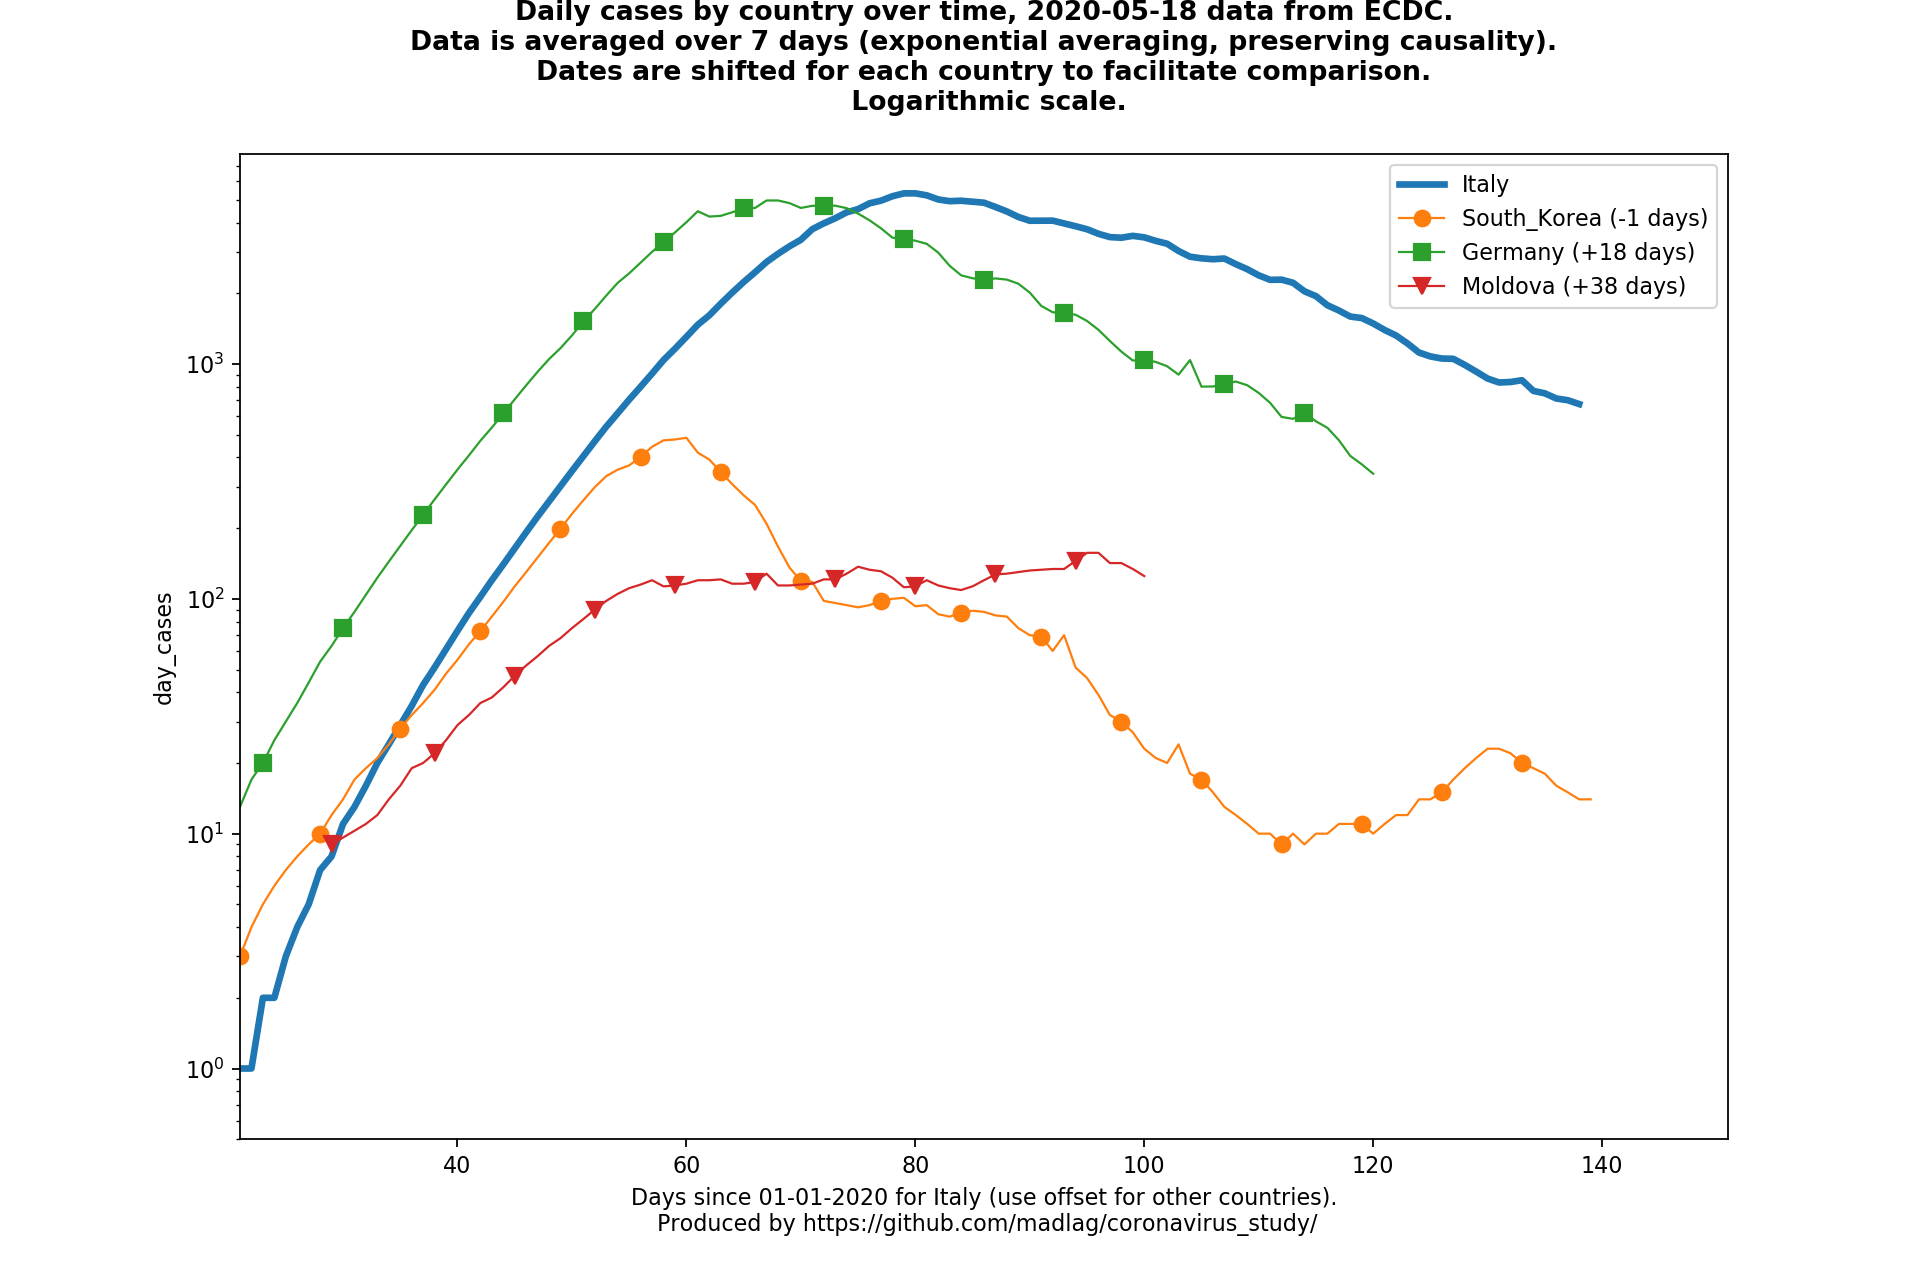 Daily cases by country over time, 2020-05-18 data from ECDC.
Data is averaged over 7 days (exponential averaging, preserving causality).
Dates are shifted for each country to facilitate comparison.
Logarithmic scale.
Italy
South_Korea (-1 days)
Germany (+18 days)
Moldova (+38 days)
10³
10²
10¹
10⁰
day_cases
40 60 80 100 120 140
Days since 01-01-2020 for Italy (use offset for other countries).
Produced by https://github.com/madlag/coronavirus_study/